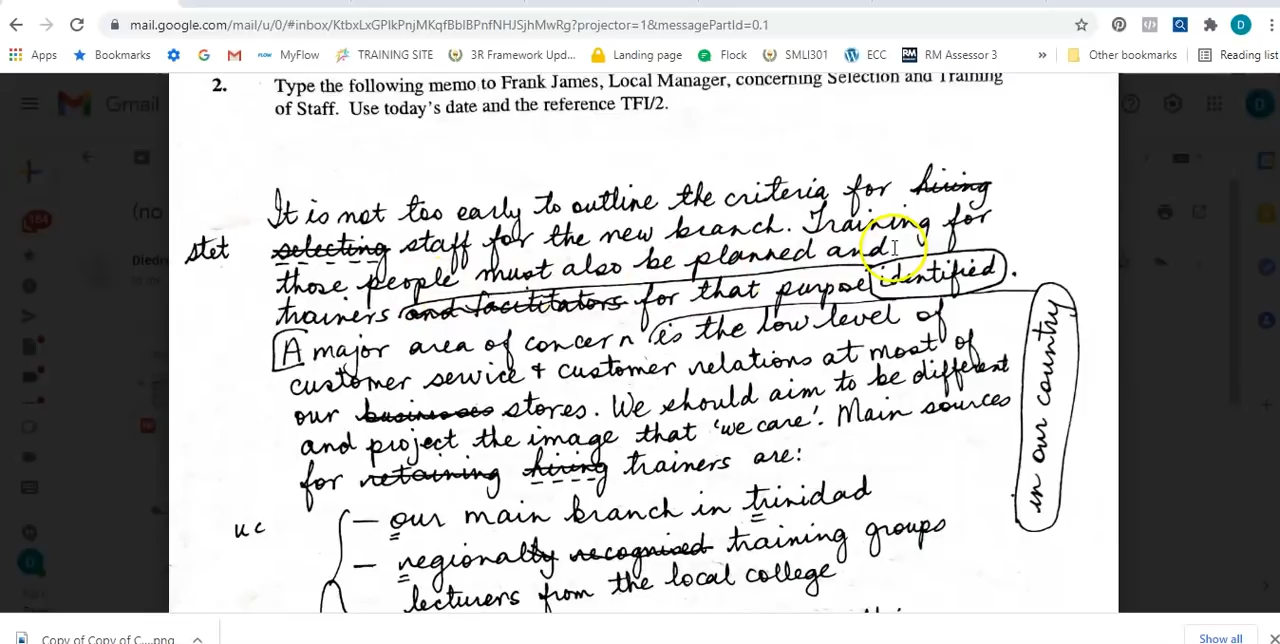 mail.google.com/mail/u/0/#inbox/KtbxLxGPlkPnjMKqfBblBPnfNHJSjhMwRg?projector=1&messagePartId=0.1
Apps Bookmarks MyFlow TRAINING SITE 3R Framework Upd... Landing page Flock SMLI301 ECC RM Assessor 3 » Other bookmarks Reading list
Gmail
2. Type the following memo to Frank James, Local Manager, concerning Selection and Training
of Staff. Use today's date and the reference TFI/2.
It is not too early to outline the criteria for hiring
stet selecting staff for the new branch. Training for
those people must also be planned and
trainers and facilitators for that purpose identified.
A major area of concern is the low level of
customer service + customer relations at most of
our business stores. We should aim to be different
and project the image that 'we care'. Main sources
for retaining hiring trainers are:
in our country
uc — our main branch in trinidad
— regionally recognised training groups
lecturers from the local college
(no
Diedre
Copy of Copy of C....png
Show all